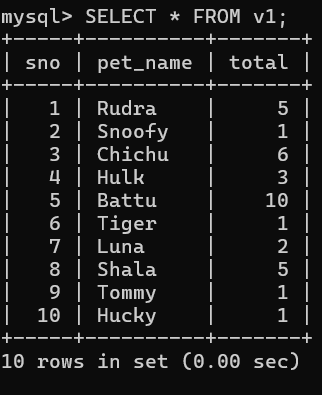 mysql> SELECT * FROM v1;
+-----+----------+-------+
| sno | pet_name | total |
+-----+----------+-------+
|   1 | Rudra    |     5 |
|   2 | Snoofy   |     1 |
|   3 | Chichu   |     6 |
|   4 | Hulk     |     3 |
|   5 | Battu    |    10 |
|   6 | Tiger    |     1 |
|   7 | Luna     |     2 |
|   8 | Shala    |     5 |
|   9 | Tommy    |     1 |
|  10 | Hucky    |     1 |
+-----+----------+-------+
10 rows in set (0.00 sec)